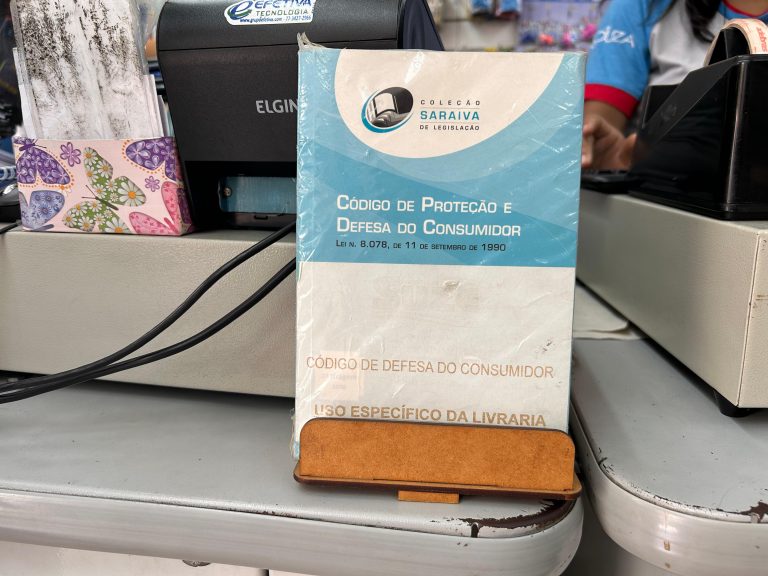 EFETIVA
TECNOLOGIA
ELGIN
COLEÇÃO
SARAIVA
DE LEGISLAÇÃO
CÓDIGO DE PROTEÇÃO E
DEFESA DO CONSUMIDOR
LEI N. 8.078, DE 11 DE SETEMBRO DE 1990
CÓDIGO DE DEFESA DO CONSUMIDOR
USO ESPECÍFICO DA LIVRARIA